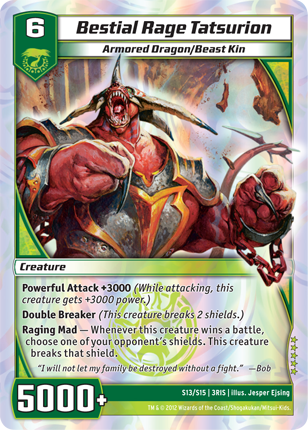 6
Bestial Rage Tatsurion
Armored Dragon/Beast Kin
Creature
Powerful Attack +3000 (While attacking, this
creature gets +3000 power.)
Double Breaker (This creature breaks 2 shields.)
Raging Mad — Whenever this creature wins a battle,
choose one of your opponent's shields. This creature
breaks that shield.
"I will not let my family be destroyed without a fight." —Bob
5000+
S13/S15 | 3RIS | illus. Jesper Ejsing
TM & © 2012 Wizards of the Coast/Shogakukan/Mitsui-Kids.